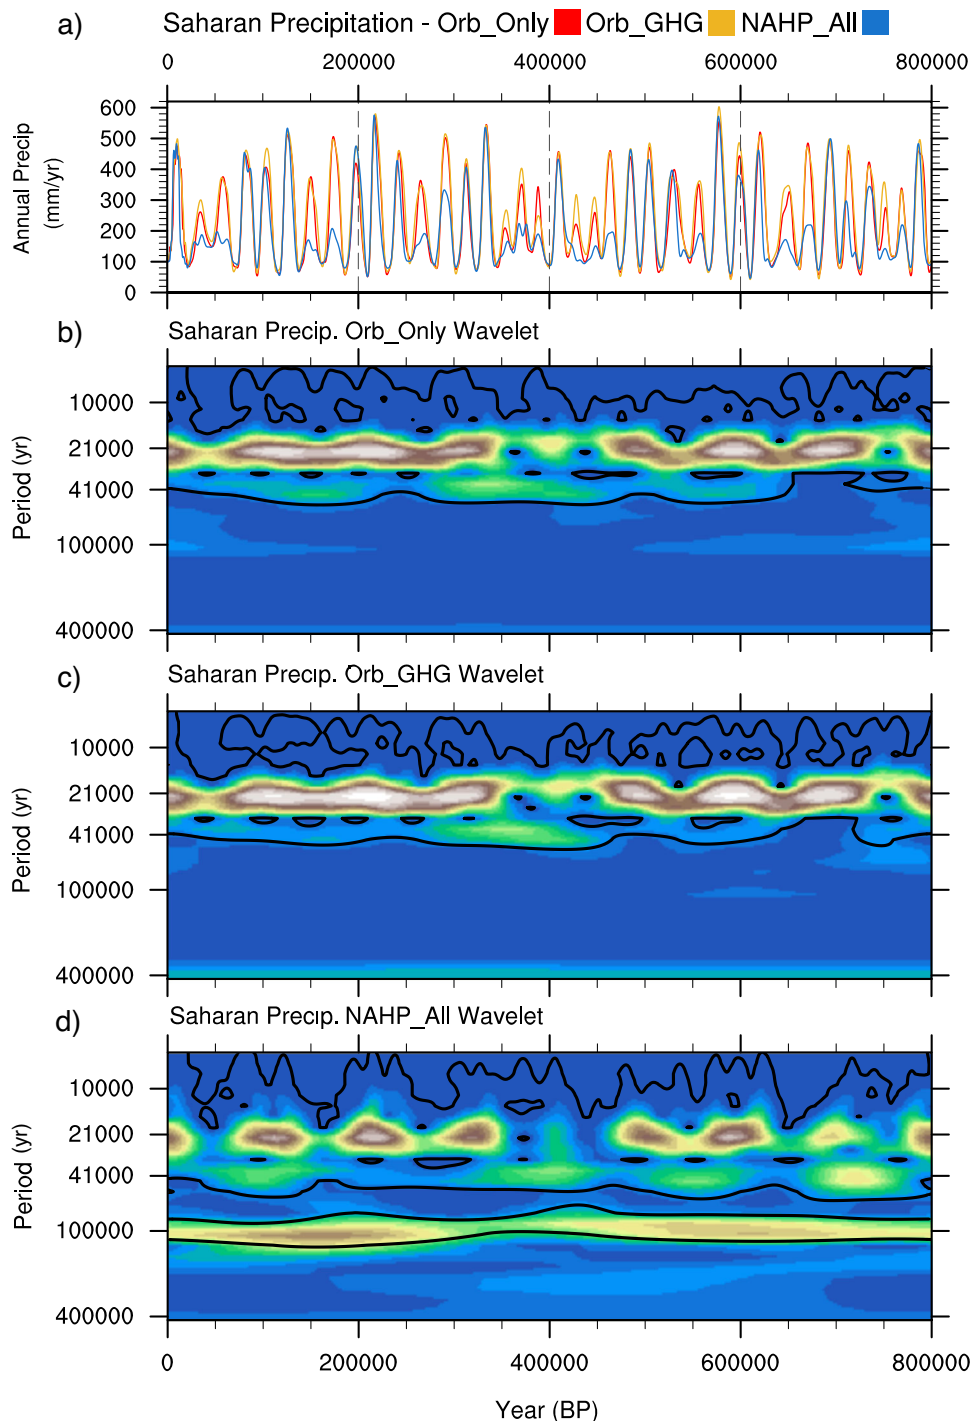 a) Saharan Precipitation - Orb_Only Orb_GHG NAHP_All
0 200000 400000 600000 800000
Annual Precip
(mm/yr)
600
500
400
300
200
100
0
b) Saharan Precip. Orb_Only Wavelet
Period (yr)
10000
21000
41000
100000
400000
c) Saharan Precip. Orb_GHG Wavelet
Period (yr)
10000
21000
41000
100000
400000
d) Saharan Precip. NAHP_All Wavelet
Period (yr)
10000
21000
41000
100000
400000
0 200000 400000 600000 800000
Year (BP)